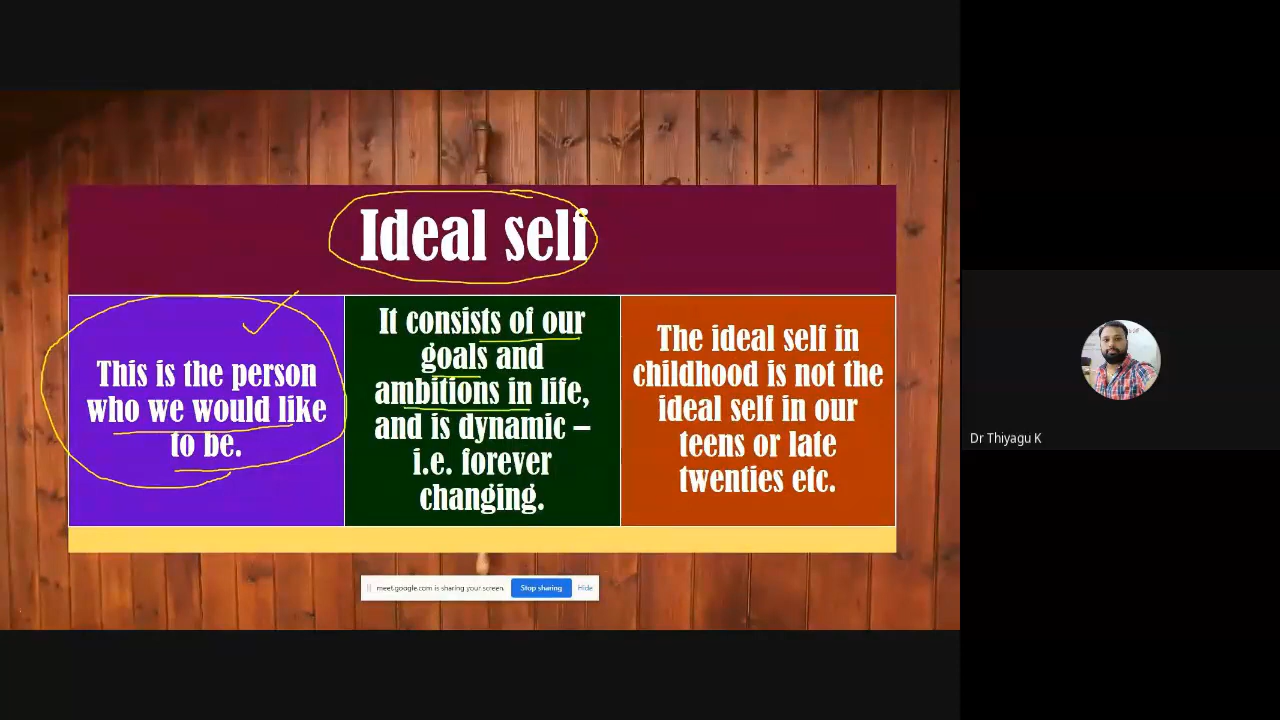 Ideal self
This is the person
who we would like
to be.
It consists of our
goals and
ambitions in life,
and is dynamic –
i.e. forever
changing.
The ideal self in
childhood is not the
ideal self in our
teens or late
twenties etc.
meet.google.com is sharing your screen. Stop sharing Hide
Dr Thiyagu K